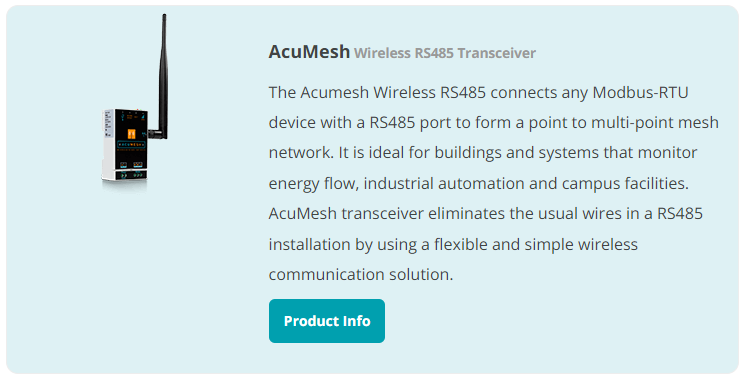 AcuMesh Wireless RS485 Transceiver
The Acumesh Wireless RS485 connects any Modbus-RTU
device with a RS485 port to form a point to multi-point mesh
network. It is ideal for buildings and systems that monitor
energy flow, industrial automation and campus facilities.
AcuMesh transceiver eliminates the usual wires in a RS485
installation by using a flexible and simple wireless
communication solution.
Product Info